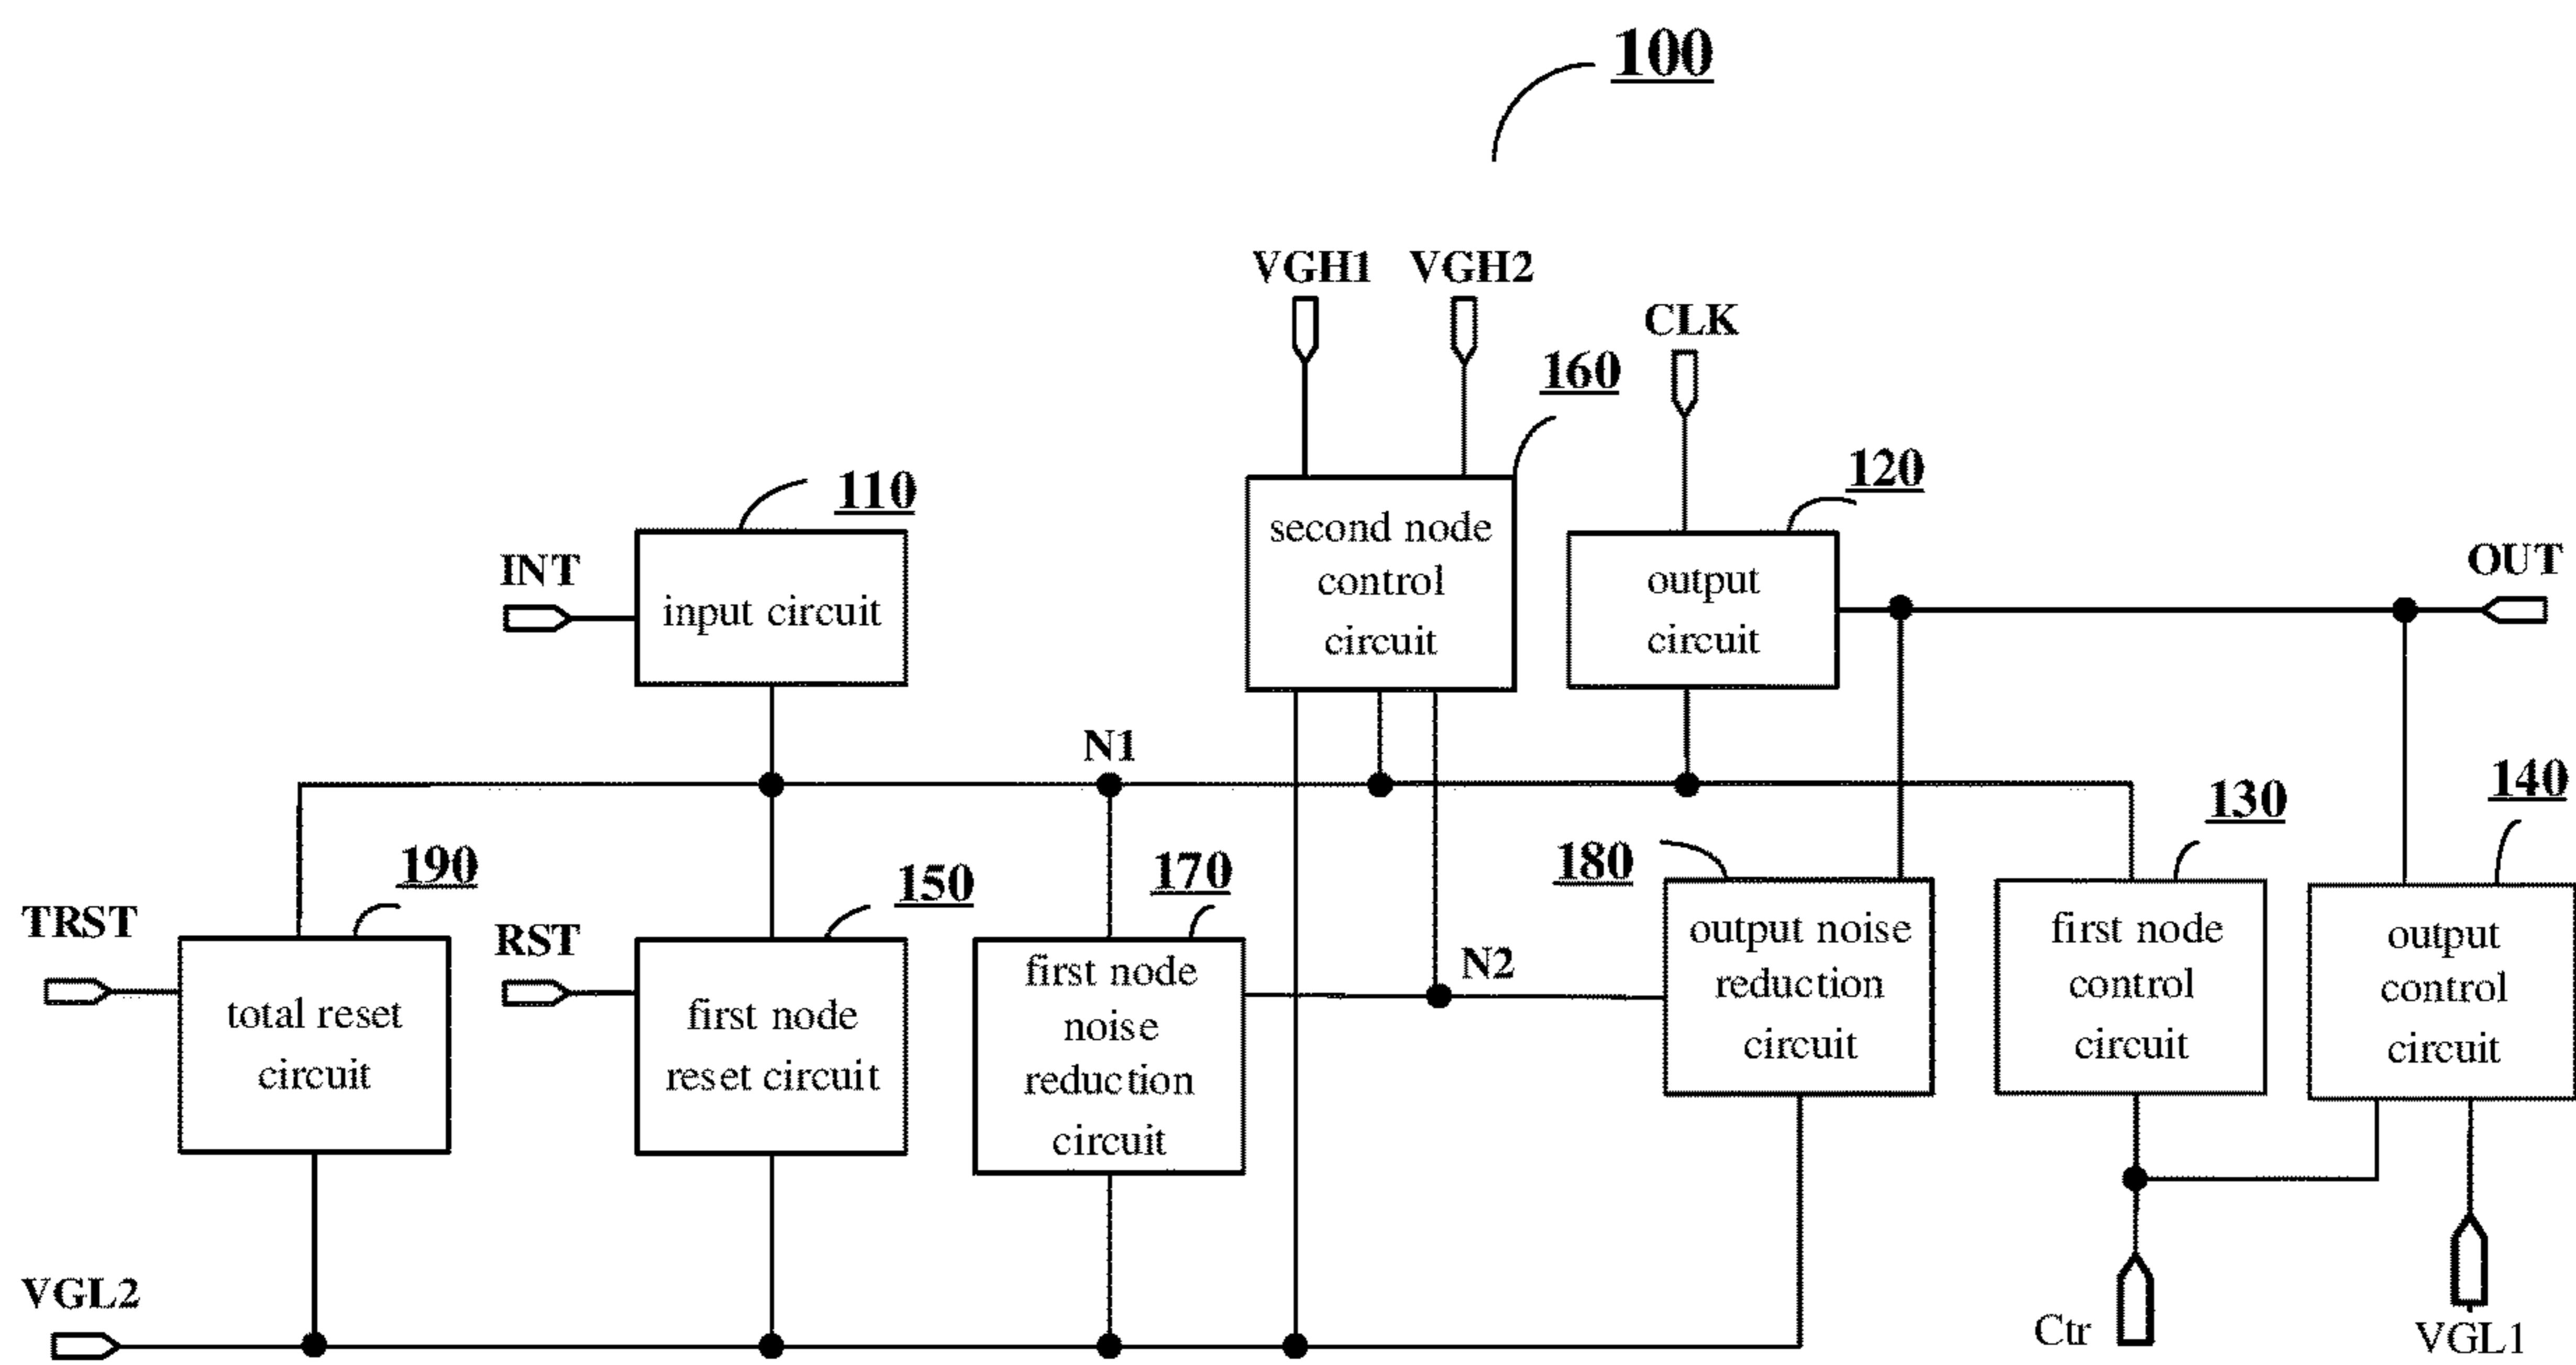 100
VGH1 VGH2
CLK
160
120
110
INT
input circuit
second node
control
circuit
output
circuit
OUT
N1
190
150
170
180
130
140
TRST
total reset
circuit
RST
first node
reset circuit
first node
noise
reduction
circuit
N2
output noise
reduction
circuit
first node
control
circuit
output
control
circuit
VGL2
Ctr
VGL1